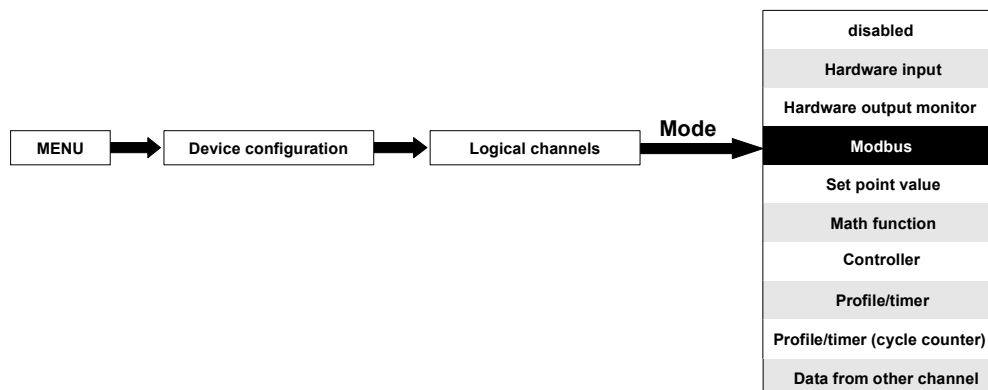 MENU
Device configuration
Logical channels
Mode
disabled
Hardware input
Hardware output monitor
Modbus
Set point value
Math function
Controller
Profile/timer
Profile/timer (cycle counter)
Data from other channel